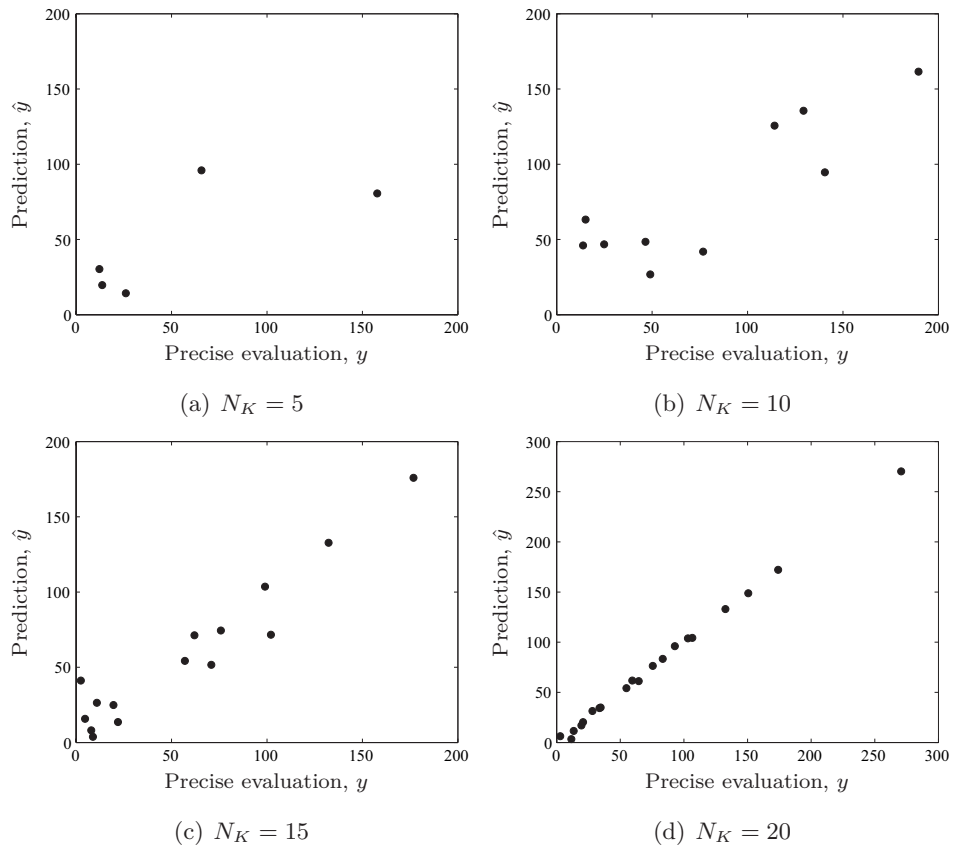 200
150
100
50
0
Prediction, ŷ
0 50 100 150 200
Precise evaluation, y
(a) N_K = 5
200
150
100
50
0
Prediction, ŷ
0 50 100 150 200
Precise evaluation, y
(b) N_K = 10
200
150
100
50
0
Prediction, ŷ
0 50 100 150 200
Precise evaluation, y
(c) N_K = 15
300
250
200
150
100
50
0
Prediction, ŷ
0 50 100 150 200 250 300
Precise evaluation, y
(d) N_K = 20